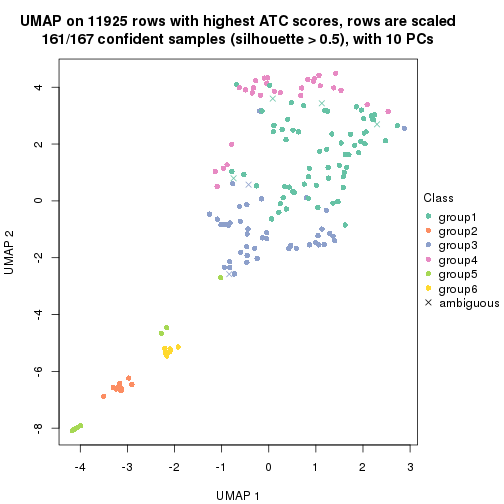 UMAP on 11925 rows with highest ATC scores, rows are scaled
161/167 confident samples (silhouette > 0.5), with 10 PCs
4
2
0
-2
-4
-6
-8
UMAP 2
-4 -3 -2 -1 0 1 2 3
UMAP 1
Class
group1
group2
group3
group4
group5
group6
ambiguous